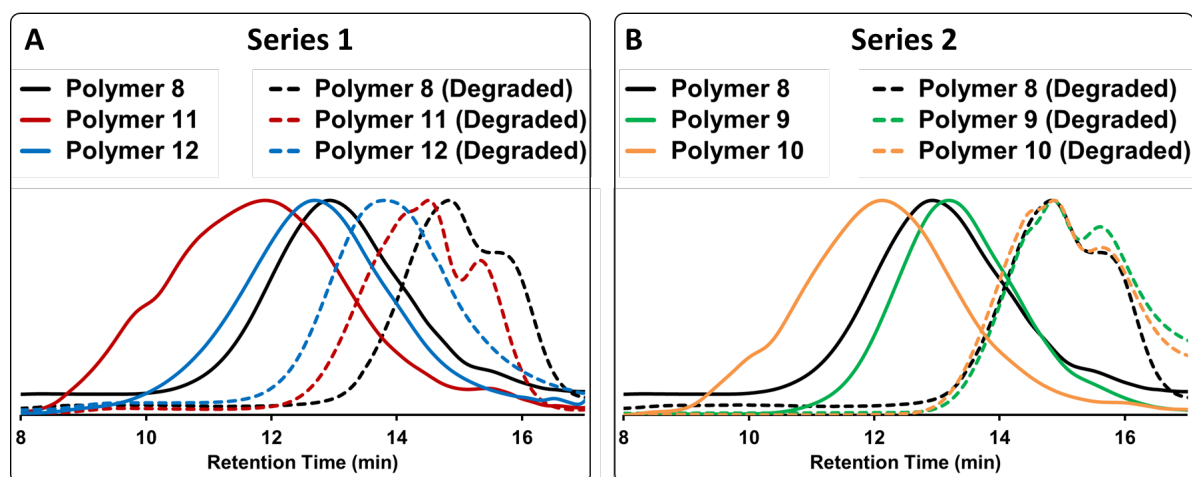 A
Series 1
Polymer 8
Polymer 11
Polymer 12
Polymer 8 (Degraded)
Polymer 11 (Degraded)
Polymer 12 (Degraded)
8 10 12 14 16
Retention Time (min)
B
Series 2
Polymer 8
Polymer 9
Polymer 10
Polymer 8 (Degraded)
Polymer 9 (Degraded)
Polymer 10 (Degraded)
8 10 12 14 16
Retention Time (min)